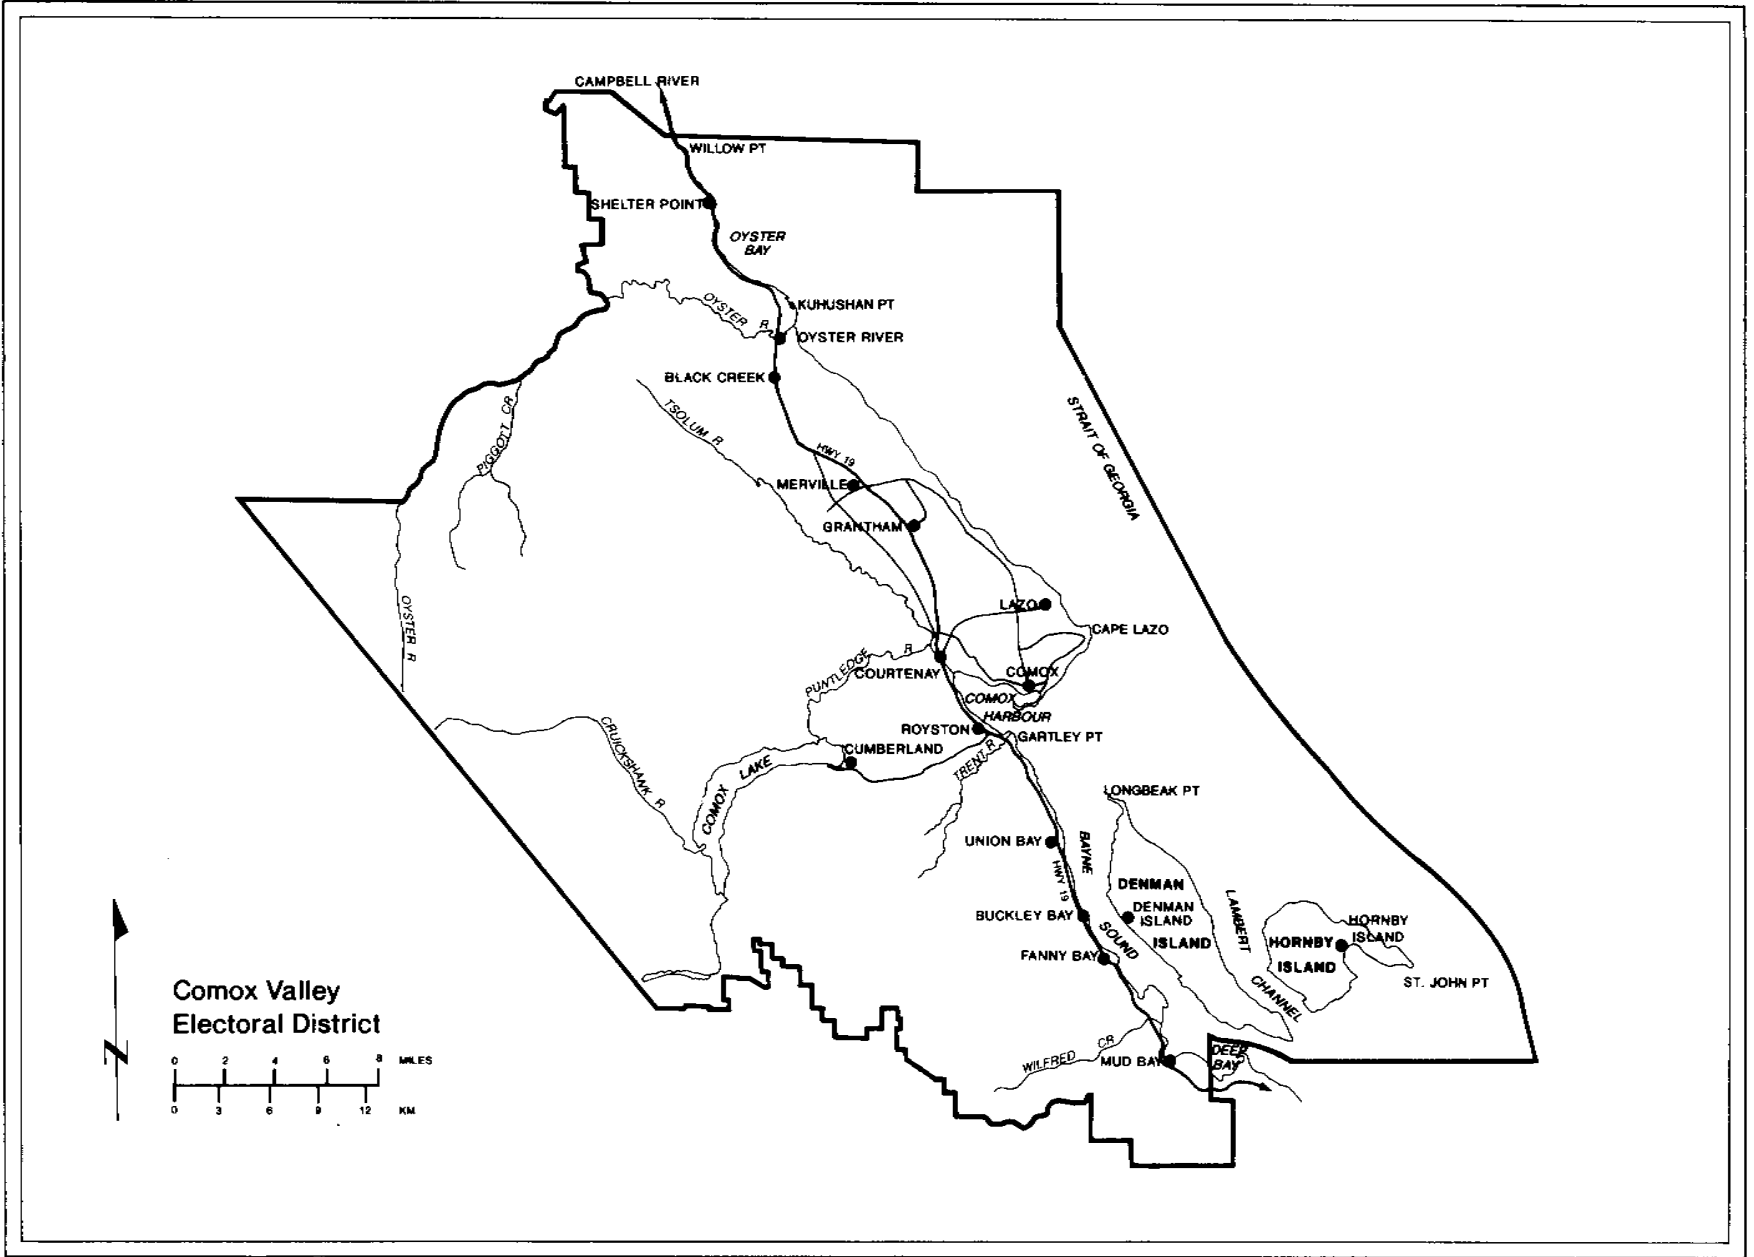 CAMPBELL RIVER
WILLOW PT
SHELTER POINT
OYSTER
BAY
OYSTER R
KUHUSHAN PT
OYSTER RIVER
BLACK CREEK
PIGGOTT CR
TSOLUM R
STRAIT OF GEORGIA
HWY 19
MERVILLE
GRANTHAM
OYSTER R
LAZO
CAPE LAZO
PUNTLEDGE R
COURTENAY
COMOX
COMOX
HARBOUR
ROYSTON
GARTLEY PT
CRUICKSHANK R
CUMBERLAND
COMOX LAKE
TRENT R
LONGBEAK PT
UNION BAY
BAYNE
SOUND
HWY 19
DENMAN
ISLAND
DENMAN
ISLAND
LAMBERT
CHANNEL
BUCKLEY BAY
HORNBY
ISLAND
HORNBY
ISLAND
FANNY BAY
ST. JOHN PT
WILFRED CR
MUD BAY
DEEP
BAY
N
Comox Valley
Electoral District
0 2 4 6 8 MILES
0 3 6 9 12 KM